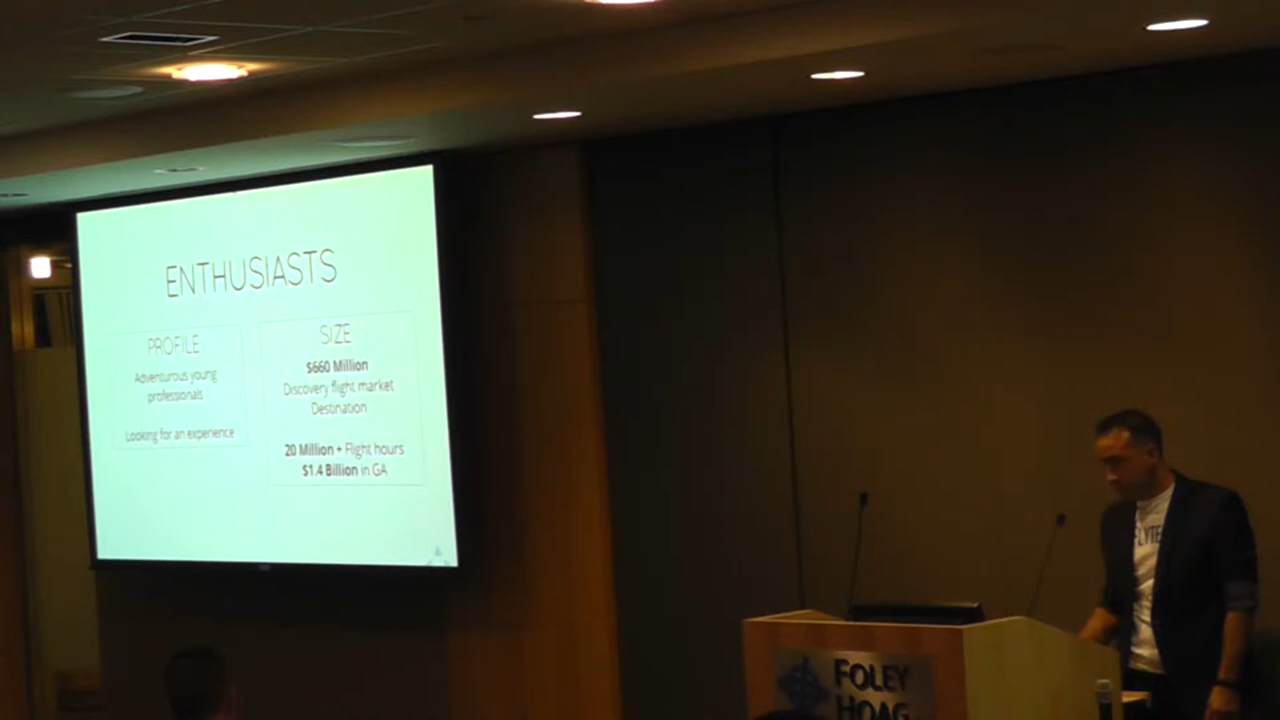 ENTHUSIASTS
PROFILE
Adventurous young
professionals
Looking for an experience
SIZE
$660 Million
Discovery flight market
Destination
20 Million + Flight hours
$1.4 Billion in GA
FLYTE
FOLEY
HOAG